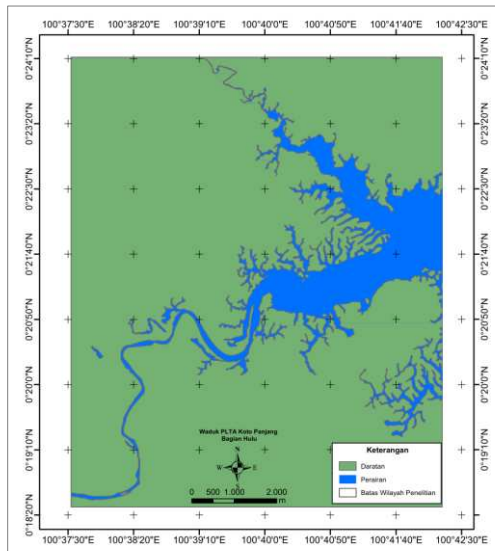 100°37'30"E 100°38'20"E 100°39'10"E 100°40'0"E 100°40'50"E 100°41'40"E 100°42'30"E
0°24'10"N 0°24'10"N
0°23'20"N 0°23'20"N
0°22'30"N 0°22'30"N
0°21'40"N 0°21'40"N
0°20'50"N 0°20'50"N
0°20'0"N 0°20'0"N
0°19'10"N 0°19'10"N
0°18'20"N 0°18'20"N
Waduk PLTA Koto Panjang
Bagian Hulu
N
W E
S
0 500 1.000 2.000
m
Keterangan
Daratan
Perairan
Batas Wilayah Penelitian
100°37'30"E 100°38'20"E 100°39'10"E 100°40'0"E 100°40'50"E 100°41'40"E 100°42'30"E